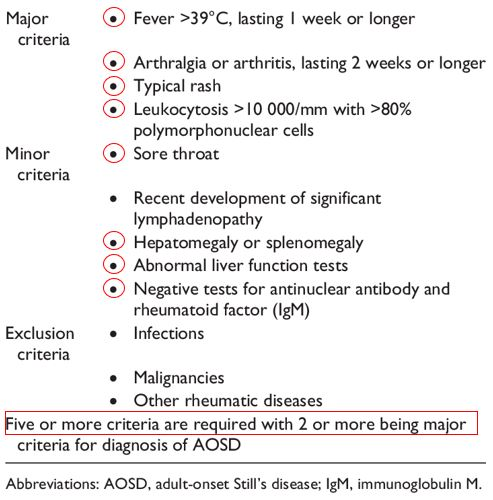 Major criteria
• Fever >39°C, lasting 1 week or longer
• Arthralgia or arthritis, lasting 2 weeks or longer
• Typical rash
• Leukocytosis >10 000/mm with >80%
polymorphonuclear cells
Minor criteria
• Sore throat
• Recent development of significant
lymphadenopathy
• Hepatomegaly or splenomegaly
• Abnormal liver function tests
• Negative tests for antinuclear antibody and
rheumatoid factor (IgM)
Exclusion criteria
• Infections
• Malignancies
• Other rheumatic diseases
Five or more criteria are required with 2 or more being major
criteria for diagnosis of AOSD
Abbreviations: AOSD, adult-onset Still's disease; IgM, immunoglobulin M.